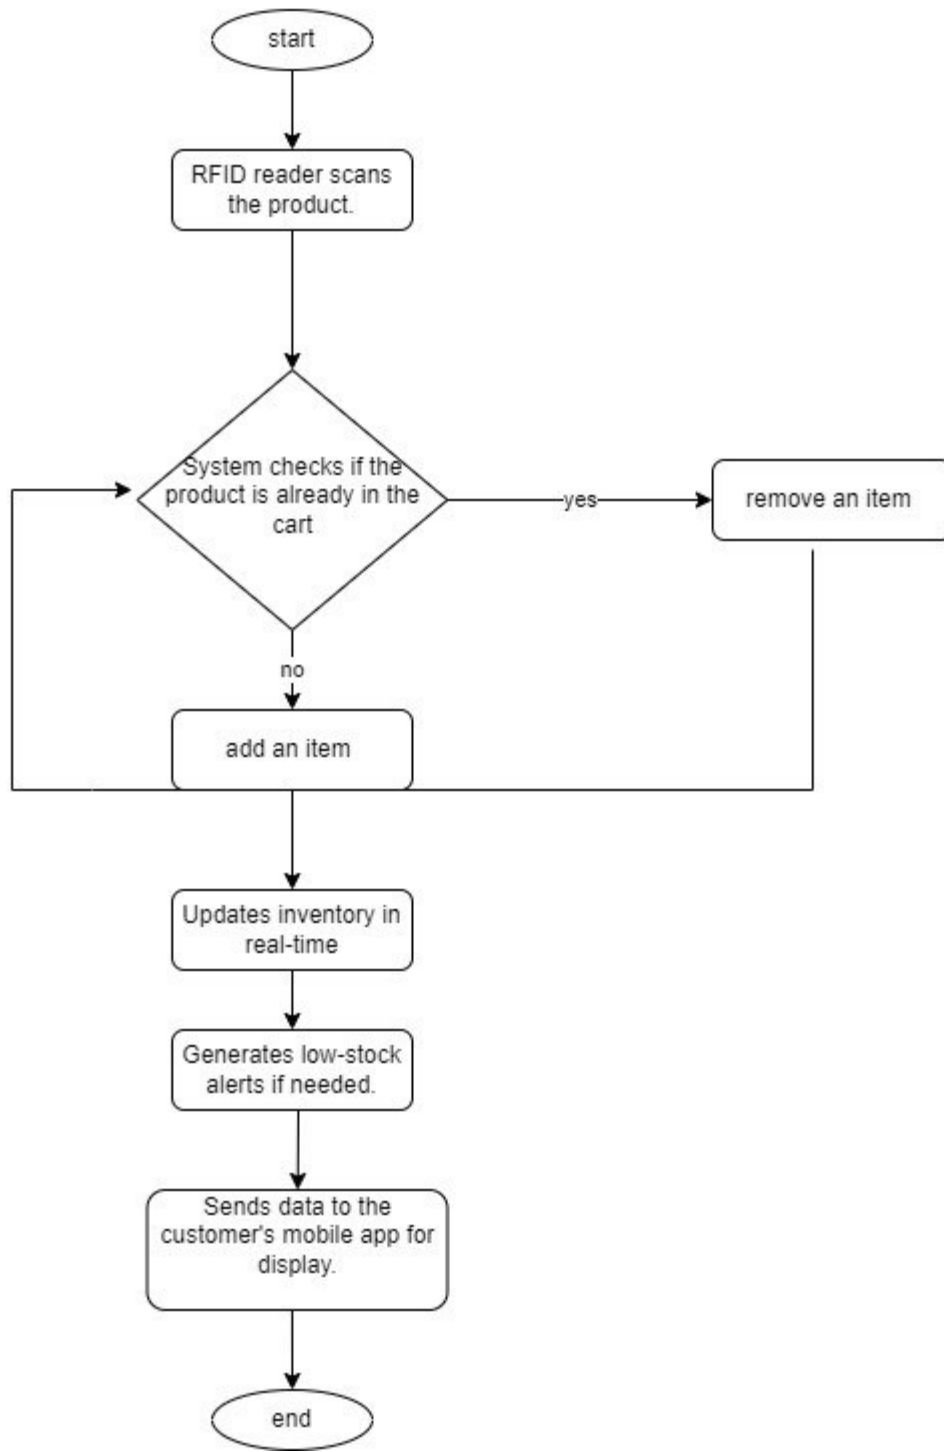 start
RFID reader scans
the product.
System checks if the
product is already in the
cart
yes
remove an item
no
add an item
Updates inventory in
real-time
Generates low-stock
alerts if needed.
Sends data to the
customer's mobile app for
display.
end